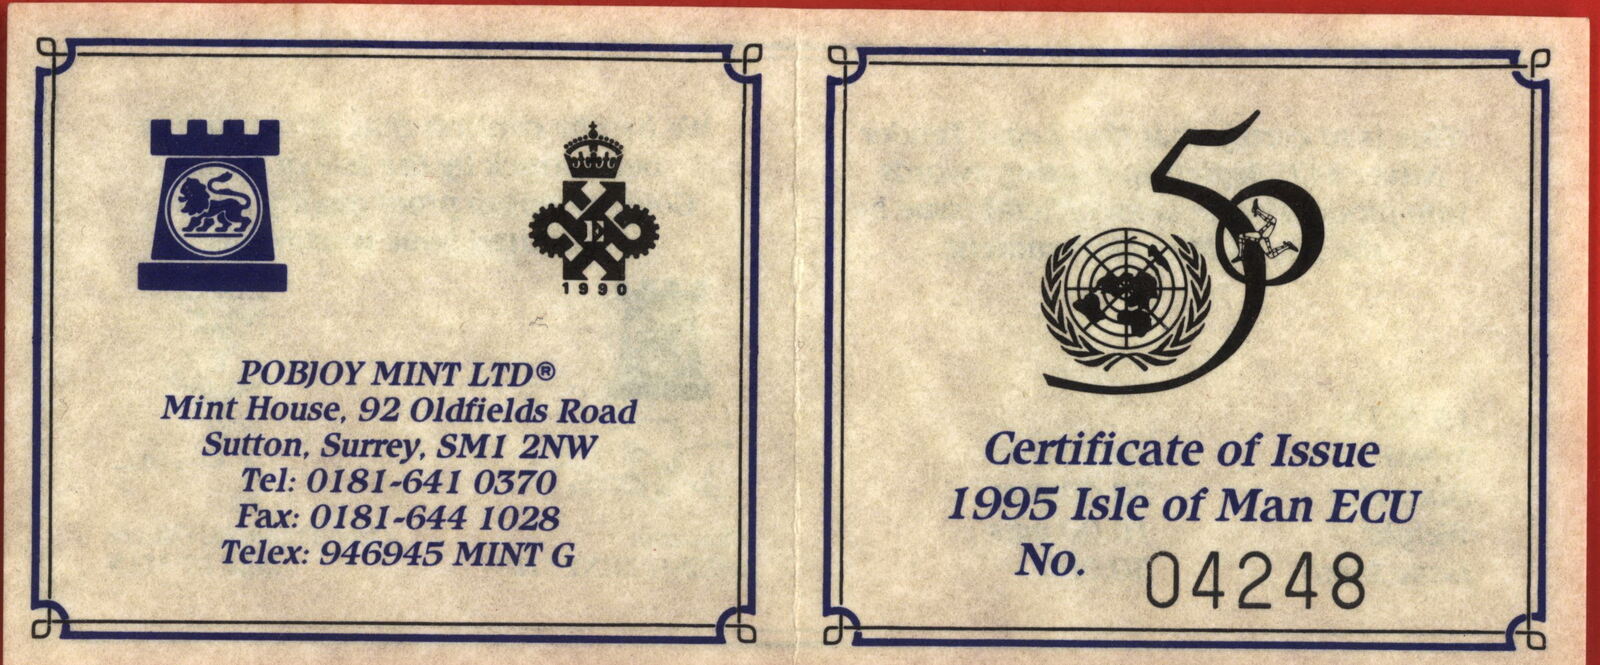 E
1990
POBJOY MINT LTD®
Mint House, 92 Oldfields Road
Sutton, Surrey, SM1 2NW
Tel: 0181-641 0370
Fax: 0181-644 1028
Telex: 946945 MINT G
50
Certificate of Issue
1995 Isle of Man ECU
No. 04248